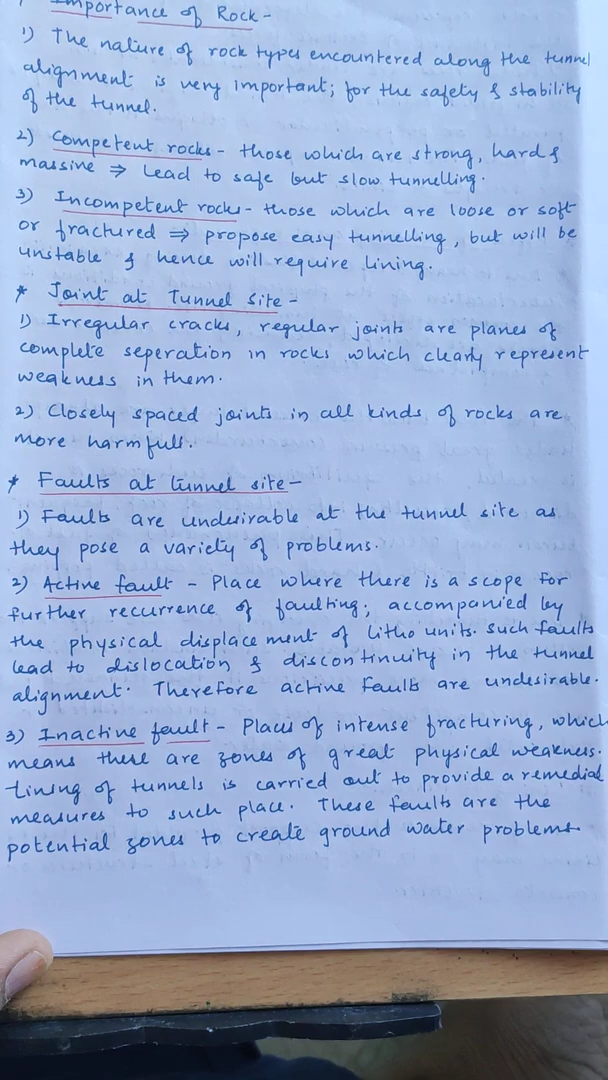 Importance of Rock -
1) The nature of rock types encountered along the tunnel
alignment is very important; for the safety & stability
of the tunnel.
2) Competent rocks - those which are strong, hard &
massive ⇒ Lead to safe but slow tunnelling.
3) Incompetent rocks - those which are loose or soft
or fractured ⇒ propose easy tunnelling, but will be
unstable & hence will require lining.
* Joint at Tunnel Site -
1) Irregular cracks, regular joints are planes of
complete seperation in rocks which clearly represent
weakness in them.
2) Closely spaced joints in all kinds of rocks are
more harmfull.
* Faults at tunnel site -
1) Faults are undesirable at the tunnel site as
they pose a variety of problems.
2) Active fault - Place where there is a scope for
further recurrence of faulting; accompanied by
the physical displacement of litho units. Such faults
lead to dislocation & discontinuity in the tunnel
alignment. Therefore active faults are undesirable.
3) Inactive fault - Places of intense fracturing, which
means these are zones of great physical weakness.
Lining of tunnels is carried out to provide a remedial
measures to such place. These faults are the
potential zones to create ground water problems